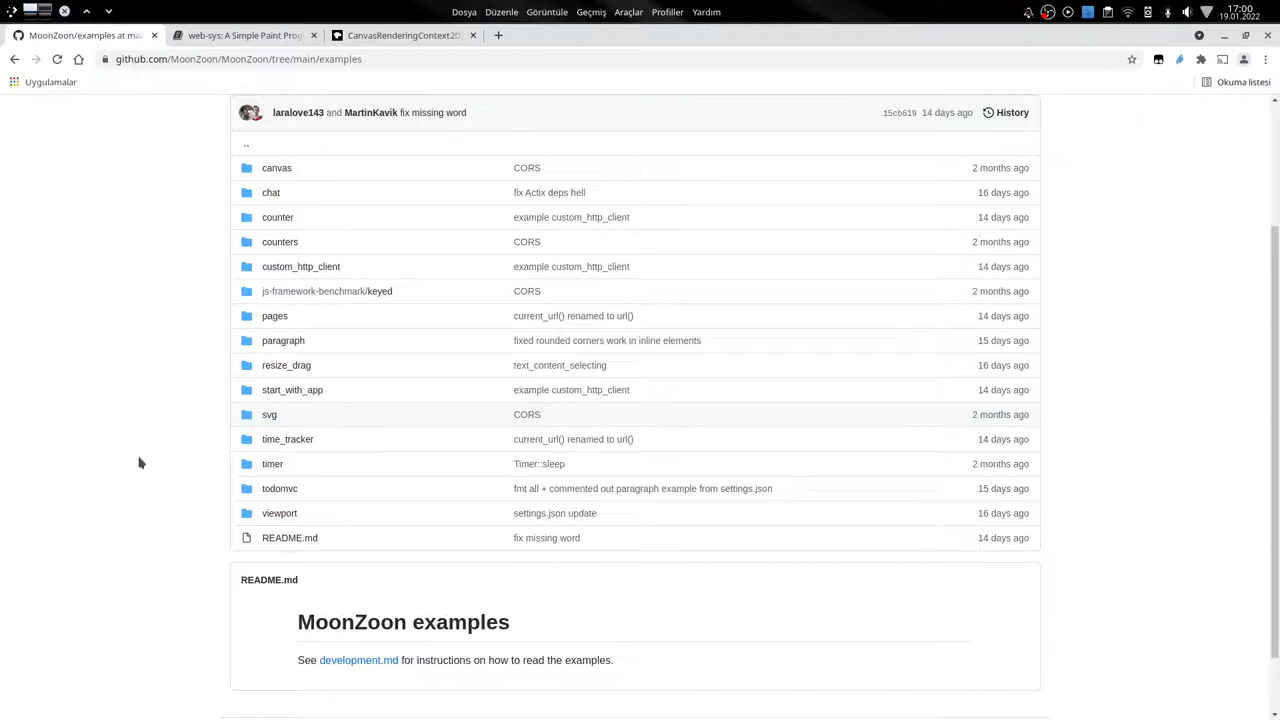 Dosya Düzenle Görüntüle Geçmiş Araçlar Profiller Yardım
17:00
19.01.2022
MoonZoon/examples at mai
web-sys: A Simple Paint Prog
CanvasRenderingContext2D.
github.com/MoonZoon/MoonZoon/tree/main/examples
Uygulamalar
Okuma listesi
laralove143 and MartinKavik fix missing word 15cb619 14 days ago History
..
canvas CORS 2 months ago
chat fix Actix deps hell 16 days ago
counter example custom_http_client 14 days ago
counters CORS 2 months ago
custom_http_client example custom_http_client 14 days ago
js-framework-benchmark/keyed CORS 2 months ago
pages current_url() renamed to url() 14 days ago
paragraph fixed rounded corners work in inline elements 15 days ago
resize_drag text_content_selecting 16 days ago
start_with_app example custom_http_client 14 days ago
svg CORS 2 months ago
time_tracker current_url() renamed to url() 14 days ago
timer Timer::sleep 2 months ago
todomvc fmt all + commented out paragraph example from settings.json 15 days ago
viewport settings.json update 16 days ago
README.md fix missing word 14 days ago
README.md
MoonZoon examples
See development.md for instructions on how to read the examples.